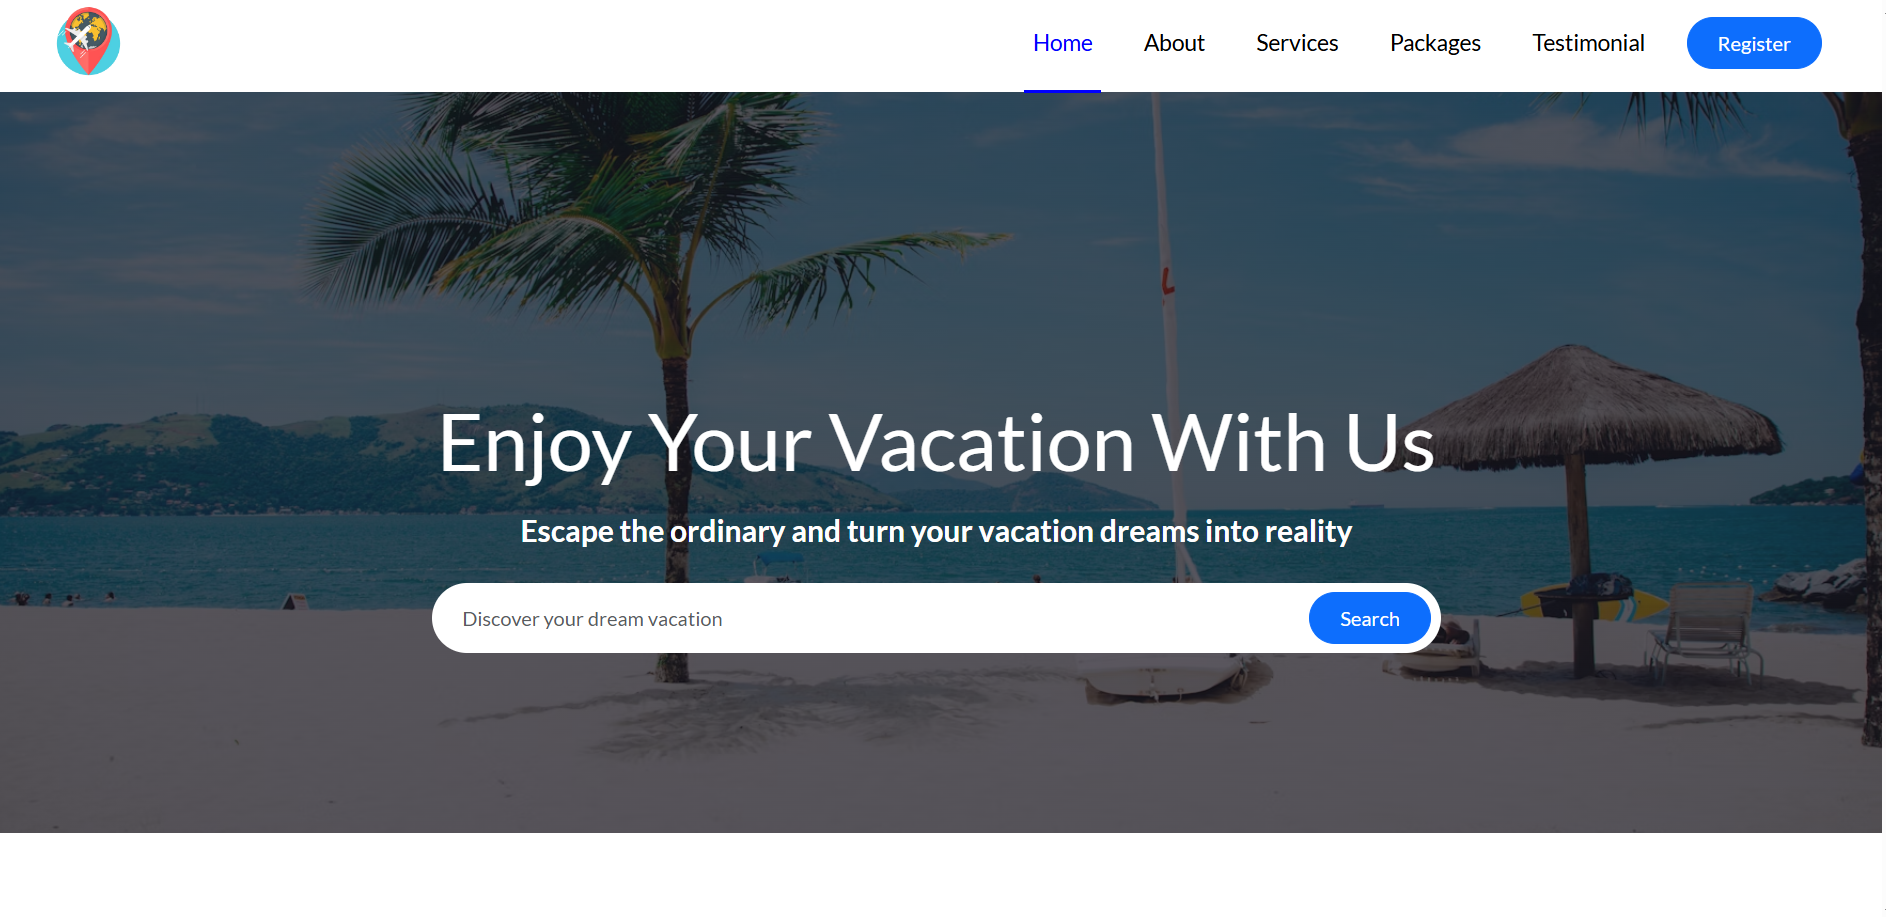 Home About Services Packages Testimonial Register
Enjoy Your Vacation With Us
Escape the ordinary and turn your vacation dreams into reality
Discover your dream vacation Search